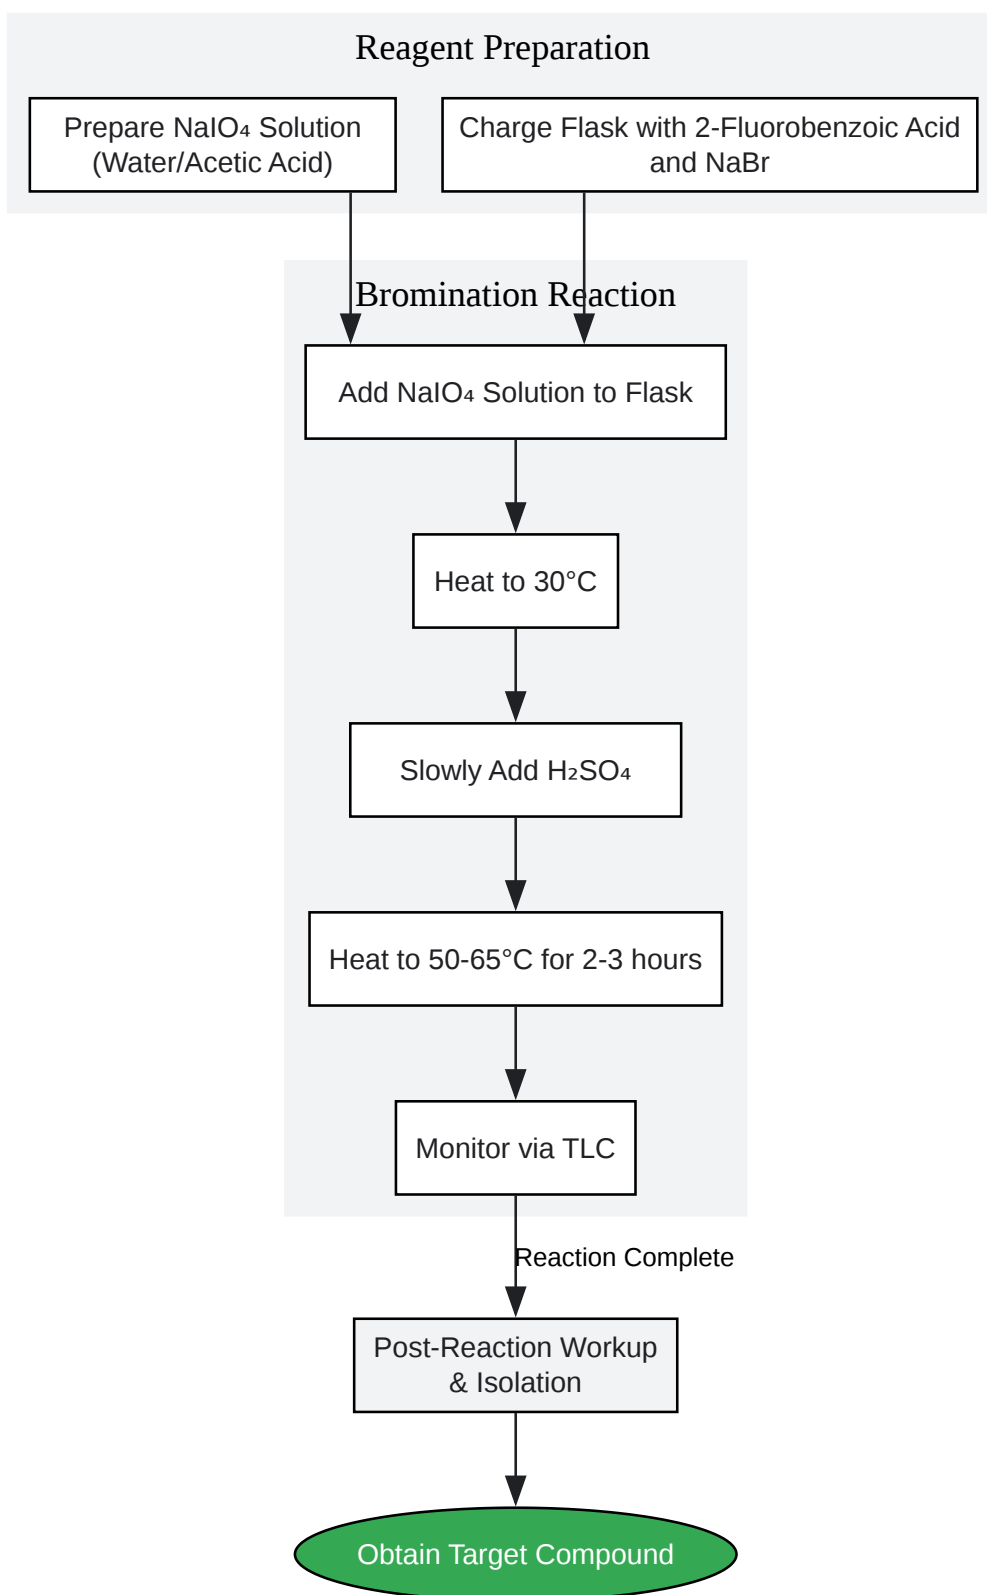 Reagent Preparation
Prepare NaIO₄ Solution
(Water/Acetic Acid)
Charge Flask with 2-Fluorobenzoic Acid
and NaBr
Bromination Reaction
Add NaIO₄ Solution to Flask
Heat to 30°C
Slowly Add H₂SO₄
Heat to 50-65°C for 2-3 hours
Monitor via TLC
Reaction Complete
Post-Reaction Workup
& Isolation
Obtain Target Compound